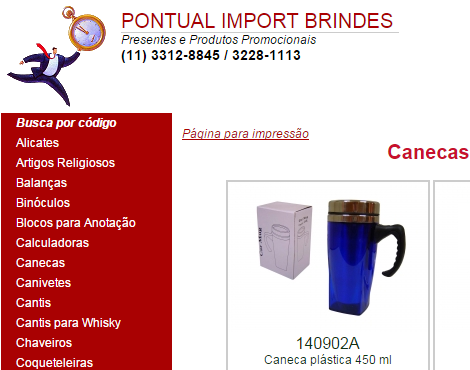 PONTUAL IMPORT BRINDES
Presentes e Produtos Promocionais
(11) 3312-8845 / 3228-1113
Busca por código
Alicates
Artigos Religiosos
Balanças
Binóculos
Blocos para Anotação
Calculadoras
Canecas
Canivetes
Cantis
Cantis para Whisky
Chaveiros
Coqueteleiras
Página para impressão
Canecas
Car Mug
140902A
Caneca plástica 450 ml